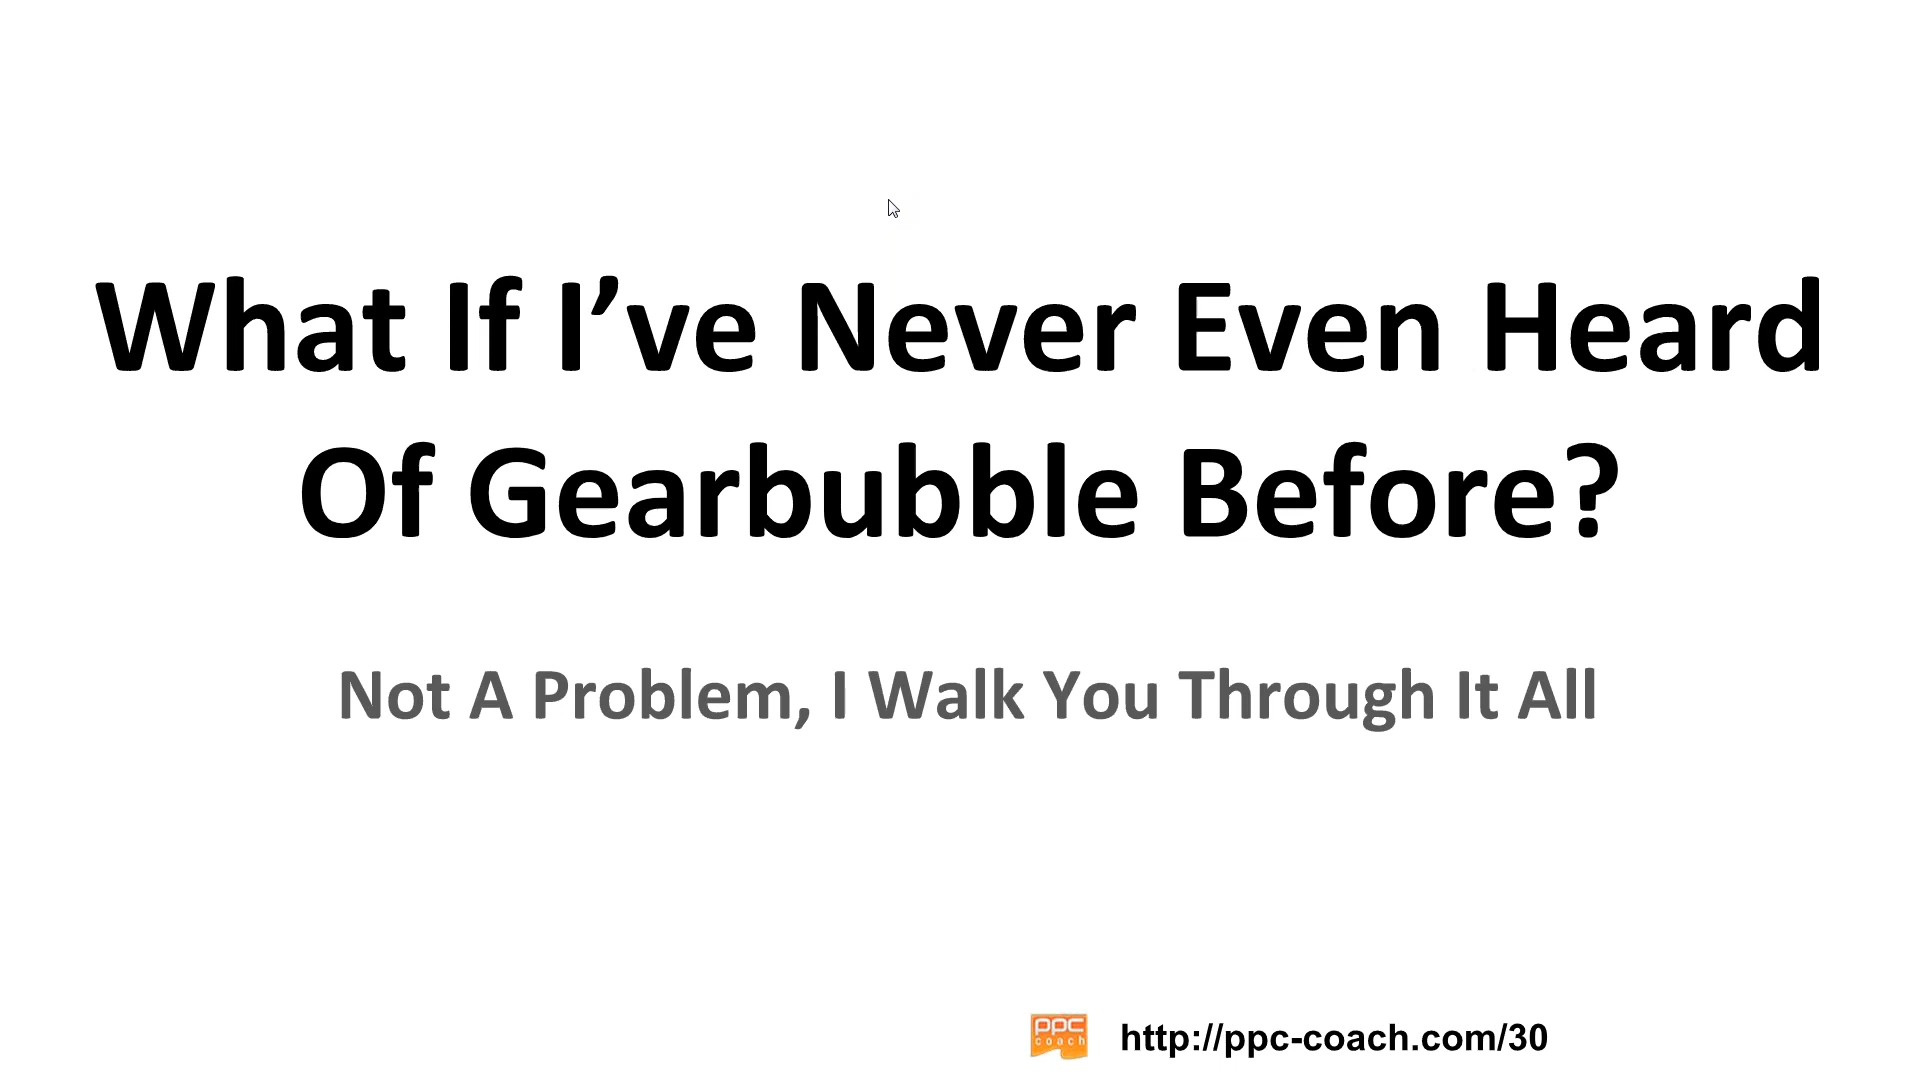 What If I’ve Never Even Heard
Of Gearbubble Before?
Not A Problem, I Walk You Through It All
ppc
coach
http://ppc-coach.com/30